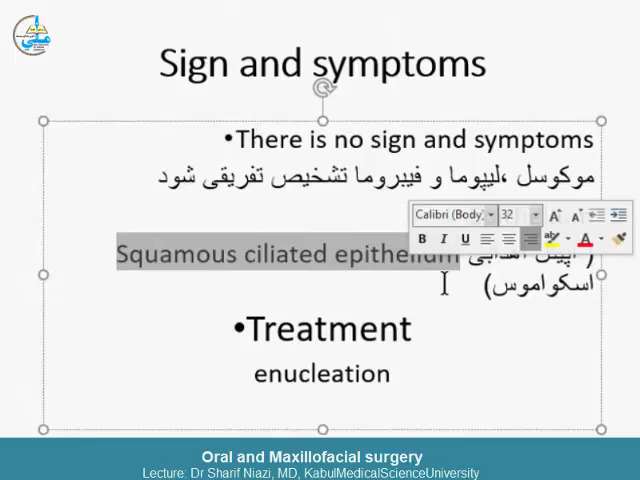 ملي
Sign and symptoms
•There is no sign and symptoms
موکوسل ،لیپوما و فیبروما تشخیص تفریقی شود
Calibri (Body) 32
B I U
Squamous ciliated epithelium
اسکواموس)
•Treatment
enucleation
Oral and Maxillofacial surgery
Lecture: Dr Sharif Niazi, MD, KabulMedicalScienceUniversity